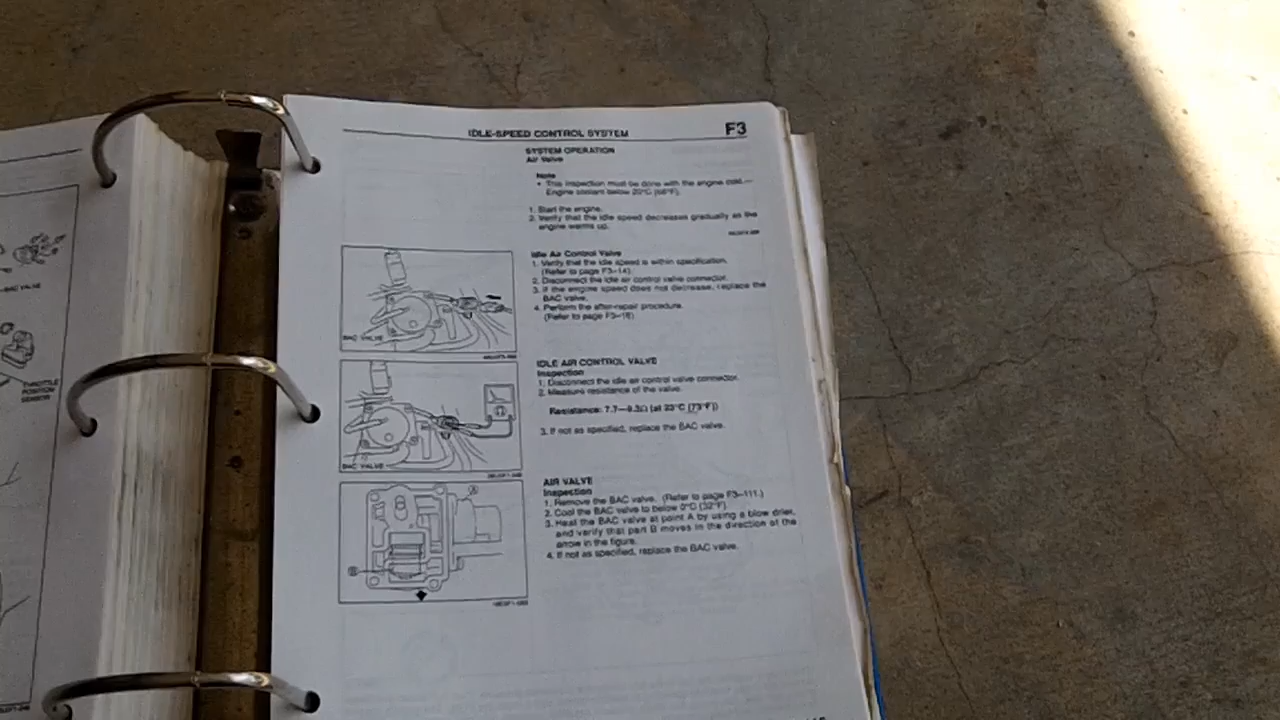 IDLE-SPEED CONTROL SYSTEM
F3
SYSTEM OPERATION
Air Valve
Note
• This inspection must be done with the engine cold.—
Engine coolant below 20°C (68°F).
1. Start the engine.
2. Verify that the idle speed decreases gradually as the
engine warms up.
Idle Air Control Valve
1. Verify that the idle speed is within specification.
(Refer to page F3–14)
2. Disconnect the idle air control valve connector.
3. If the engine speed does not decrease, replace the
BAC valve.
4. Perform the after-repair procedure.
(Refer to page
BAC VALVE
IDLE AIR CONTROL VALVE
Inspection
1. Disconnect the idle air control valve connector.
2. Measure resistance of the valve.
Resistance: 7.7—9.3Ω (at 23°C (73°F))
3. If not as specified, replace the BAC valve.
BAC VALVE
AIR VALVE
Inspection
1. Remove the BAC valve. (Refer to page F3–111.)
2. Cool the BAC valve to below 0°C (32°F).
3. Heat the BAC valve at point A by using a blow drier,
and verify that part B moves in the direction of the
arrow in the figure.
4. If not as specified, replace the BAC valve.
A
B
BAC VALVE
THROTTLE
POSITION
SENSOR